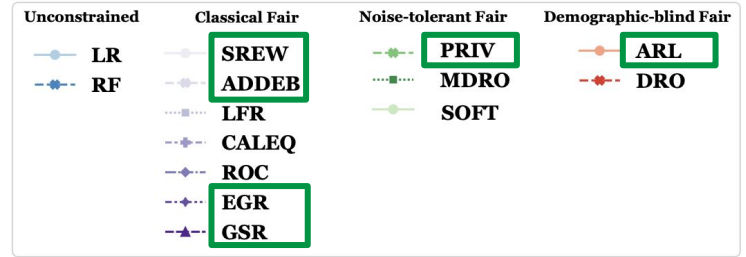 Unconstrained
LR
RF
Classical Fair
SREW
ADDEB
LFR
CALEQ
ROC
EGR
GSR
Noise-tolerant Fair
PRIV
MDRO
SOFT
Demographic-blind Fair
ARL
DRO